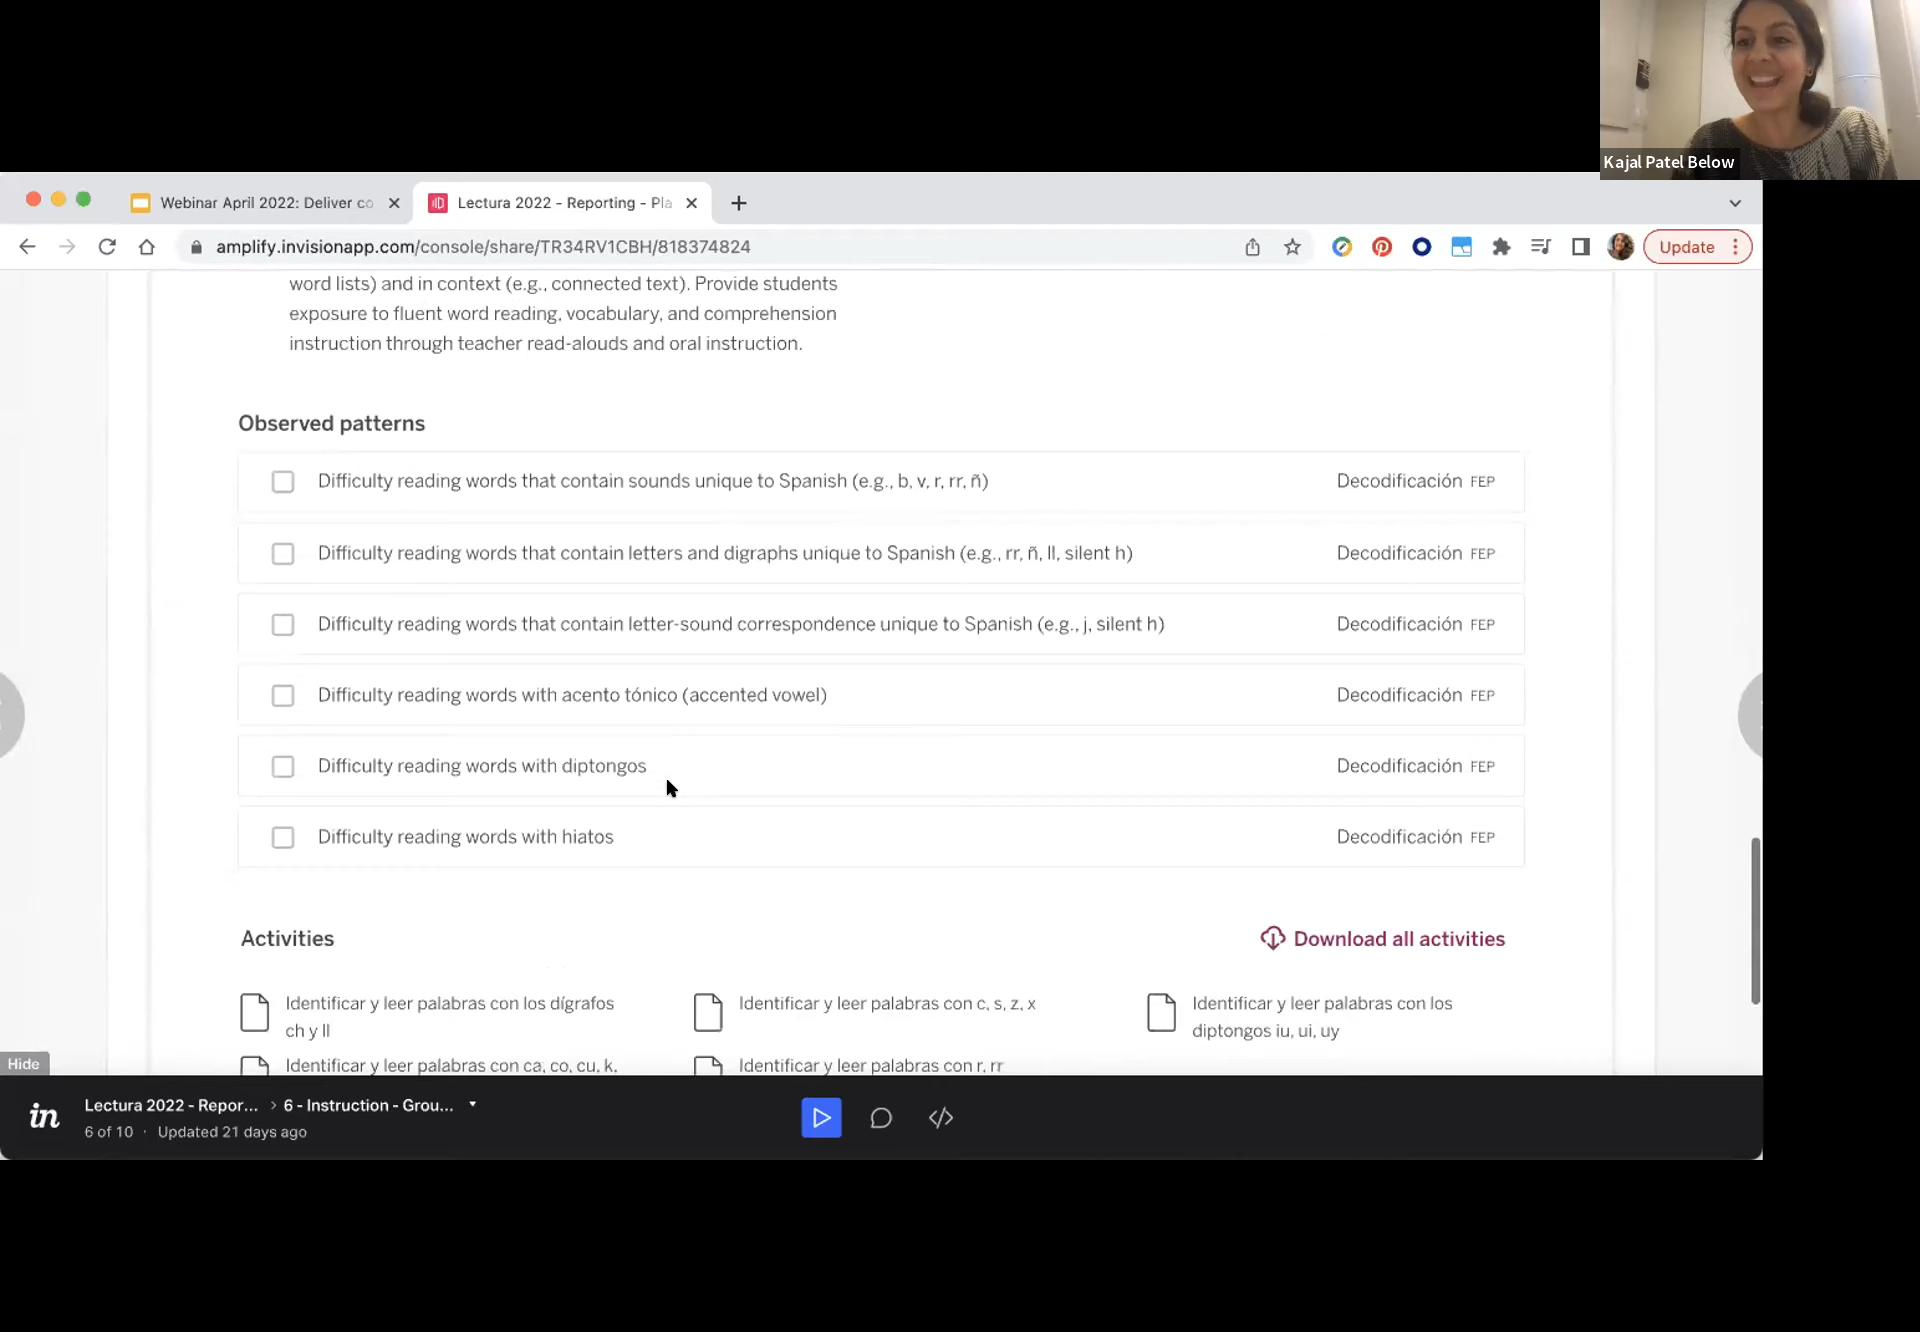 Kajal Patel Below
Webinar April 2022: Deliver co
Lectura 2022 - Reporting - Pla
amplify.invisionapp.com/console/share/TR34RV1CBH/818374824
Update
word lists) and in context (e.g., connected text). Provide students
exposure to fluent word reading, vocabulary, and comprehension
instruction through teacher read-alouds and oral instruction.
Observed patterns
Difficulty reading words that contain sounds unique to Spanish (e.g., b, v, r, rr, ñ) Decodificación FEP
Difficulty reading words that contain letters and digraphs unique to Spanish (e.g., rr, ñ, ll, silent h) Decodificación FEP
Difficulty reading words that contain letter-sound correspondence unique to Spanish (e.g., j, silent h) Decodificación FEP
Difficulty reading words with acento tónico (accented vowel) Decodificación FEP
Difficulty reading words with diptongos Decodificación FEP
Difficulty reading words with hiatos Decodificación FEP
Activities
Download all activities
Identificar y leer palabras con los dígrafos
ch y ll
Identificar y leer palabras con c, s, z, x
Identificar y leer palabras con los
diptongos iu, ui, uy
Identificar y leer palabras con ca, co, cu, k,
Identificar y leer palabras con r, rr
Hide
in
Lectura 2022 - Repor... > 6 - Instruction - Grou...
6 of 10 · Updated 21 days ago